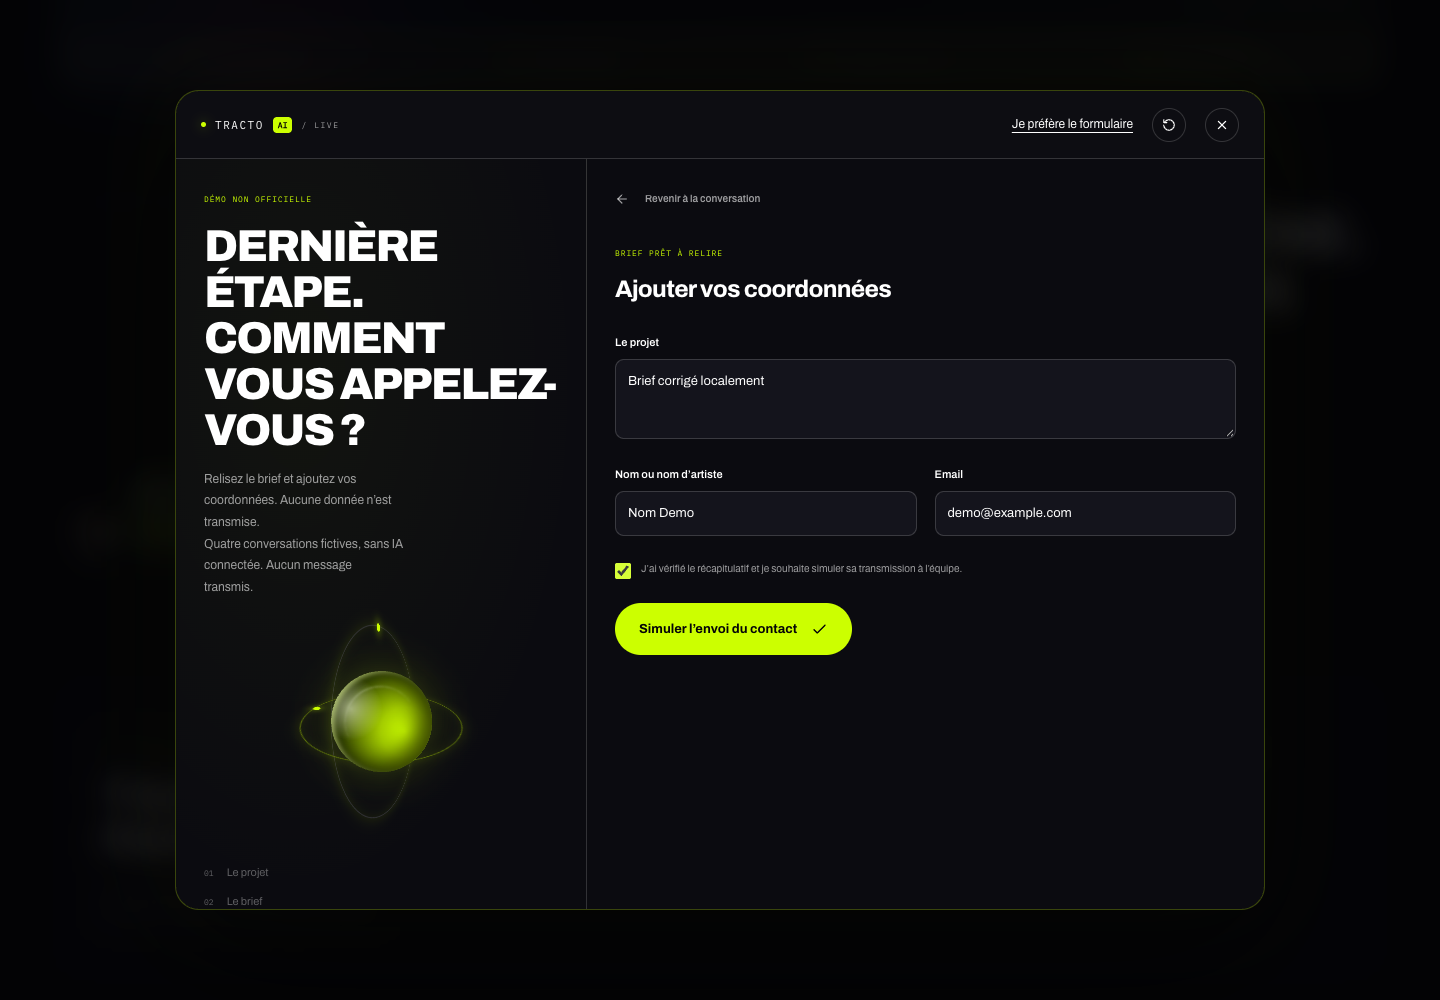 TRACTO AI / LIVE
Je préfère le formulaire
DÉMO NON OFFICIELLE
DERNIÈRE
ÉTAPE.
COMMENT
VOUS APPELEZ-
VOUS ?
Relisez le brief et ajoutez vos
coordonnées. Aucune donnée n’est
transmise.
Quatre conversations fictives, sans IA
connectée. Aucun message
transmis.
01 Le projet
02 Le brief
Revenir à la conversation
BRIEF PRÊT À RELIRE
Ajouter vos coordonnées
Le projet
Brief corrigé localement
Nom ou nom d’artiste
Nom Demo
Email
demo@example.com
J’ai vérifié le récapitulatif et je souhaite simuler sa transmission à l’équipe.
Simuler l’envoi du contact